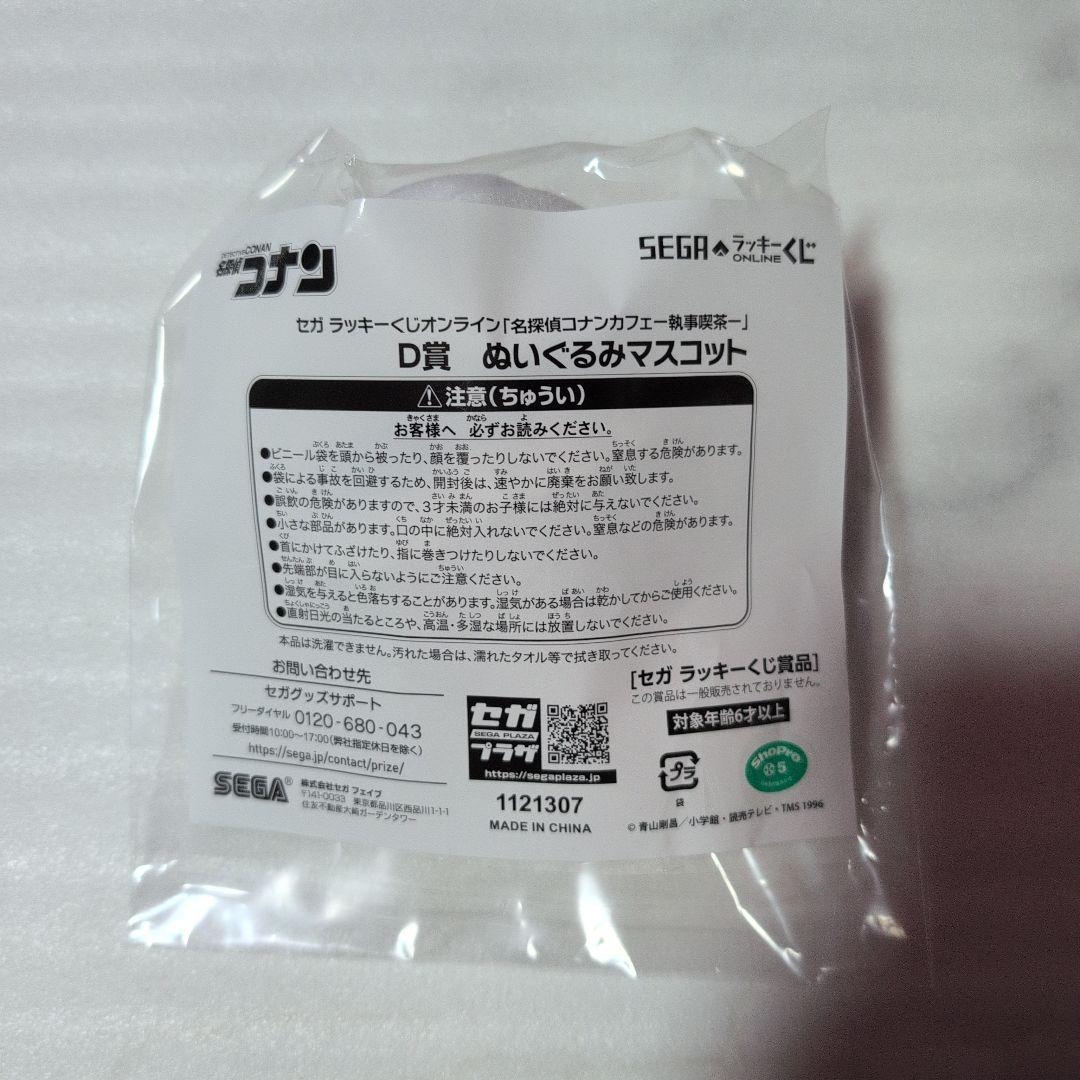 DETECTIVE CONAN
名探偵コナン
SEGA ラッキーくじ ONLINE
セガ ラッキーくじオンライン「名探偵コナンカフェー執事喫茶ー」
D賞 ぬいぐるみマスコット
注意(ちゅうい)
お客様へ 必ずお読みください。
●ビニール袋を頭から被ったり、顔を覆ったりしないでください。窒息する危険があります。
●袋による事故を回避するため、開封後は、速やかに廃棄をお願い致します。
●誤飲の危険がありますので、3才未満のお子様には絶対に与えないでください。
●小さな部品があります。口の中に絶対入れないでください。窒息などの危険があります。
●首にかけてふざけたり、指に巻きつけたりしないでください。
●先端部が目に入らないようにご注意ください。
●湿気を与えると色落ちすることがあります。湿気がある場合は乾かしてからご使用ください。
●直射日光の当たるところや、高温・多湿な場所には放置しないでください。
本品は洗濯できません。汚れた場合は、濡れたタオル等で拭き取ってください。
お問い合わせ先
セガグッズサポート
フリーダイヤル 0120-680-043
受付時間10:00〜17:00(弊社指定休日を除く)
https://sega.jp/contact/prize/
SEGA® 株式会社セガ フェイブ
〒141-0033 東京都品川区西品川1-1-1
住友不動産大崎ガーデンタワー
セガ
SEGA PLAZA
プラザ
https://segaplaza.jp
1121307
MADE IN CHINA
[セガ ラッキーくじ賞品]
この賞品は一般販売されておりません。
対象年齢6才以上
プラ
袋
ShoPro
5
© 青山剛昌/小学館・読売テレビ・TMS 1996